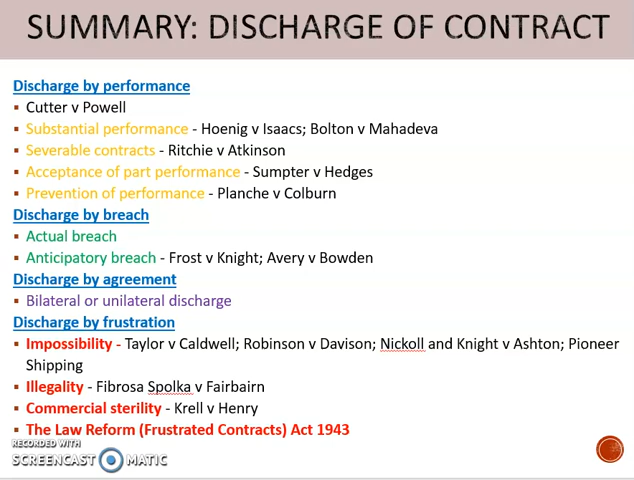 SUMMARY: DISCHARGE OF CONTRACT
Discharge by performance
▪ Cutter v Powell
▪ Substantial performance - Hoenig v Isaacs; Bolton v Mahadeva
▪ Severable contracts - Ritchie v Atkinson
▪ Acceptance of part performance - Sumpter v Hedges
▪ Prevention of performance - Planche v Colburn
Discharge by breach
▪ Actual breach
▪ Anticipatory breach - Frost v Knight; Avery v Bowden
Discharge by agreement
▪ Bilateral or unilateral discharge
Discharge by frustration
▪ Impossibility - Taylor v Caldwell; Robinson v Davison; Nickoll and Knight v Ashton; Pioneer
Shipping
▪ Illegality - Fibrosa Spolka v Fairbairn
▪ Commercial sterility - Krell v Henry
▪ The Law Reform (Frustrated Contracts) Act 1943
RECORDED WITH
SCREENCAST MATIC